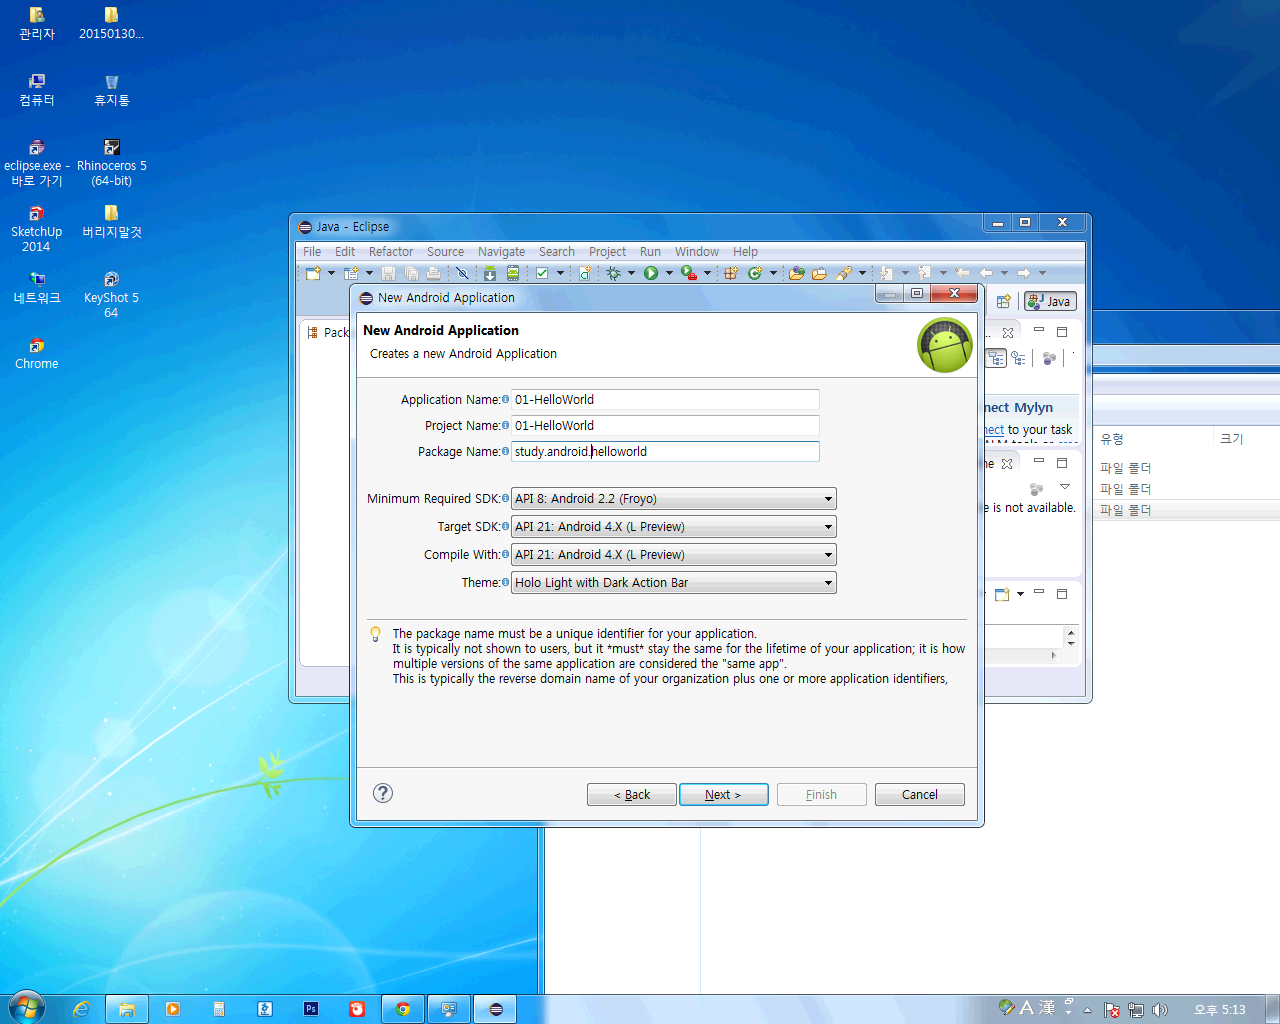 관리자
20150130...
컴퓨터
휴지통
eclipse.exe -
바로 가기
Rhinoceros 5
(64-bit)
SketchUp
2014
버리지말것
네트워크
KeyShot 5
64
Chrome
Java - Eclipse
File Edit Refactor Source Navigate Search Project Run Window Help
Java
New Android Application
New Android Application
Creates a new Android Application
Pack
Application Name: 01-HelloWorld
Project Name: 01-HelloWorld
Package Name: study.android.helloworld
Minimum Required SDK: API 8: Android 2.2 (Froyo)
Target SDK: API 21: Android 4.X (L Preview)
Compile With: API 21: Android 4.X (L Preview)
Theme: Holo Light with Dark Action Bar
The package name must be a unique identifier for your application.
It is typically not shown to users, but it *must* stay the same for the lifetime of your application; it is how
multiple versions of the same application are considered the "same app".
This is typically the reverse domain name of your organization plus one or more application identifiers,
< Back
Next >
Finish
Cancel
nect Mylyn
nect to your task
ne
e is not available.
유형
크기
파일 폴더
파일 폴더
파일 폴더
Ps
A 漢
오후 5:13